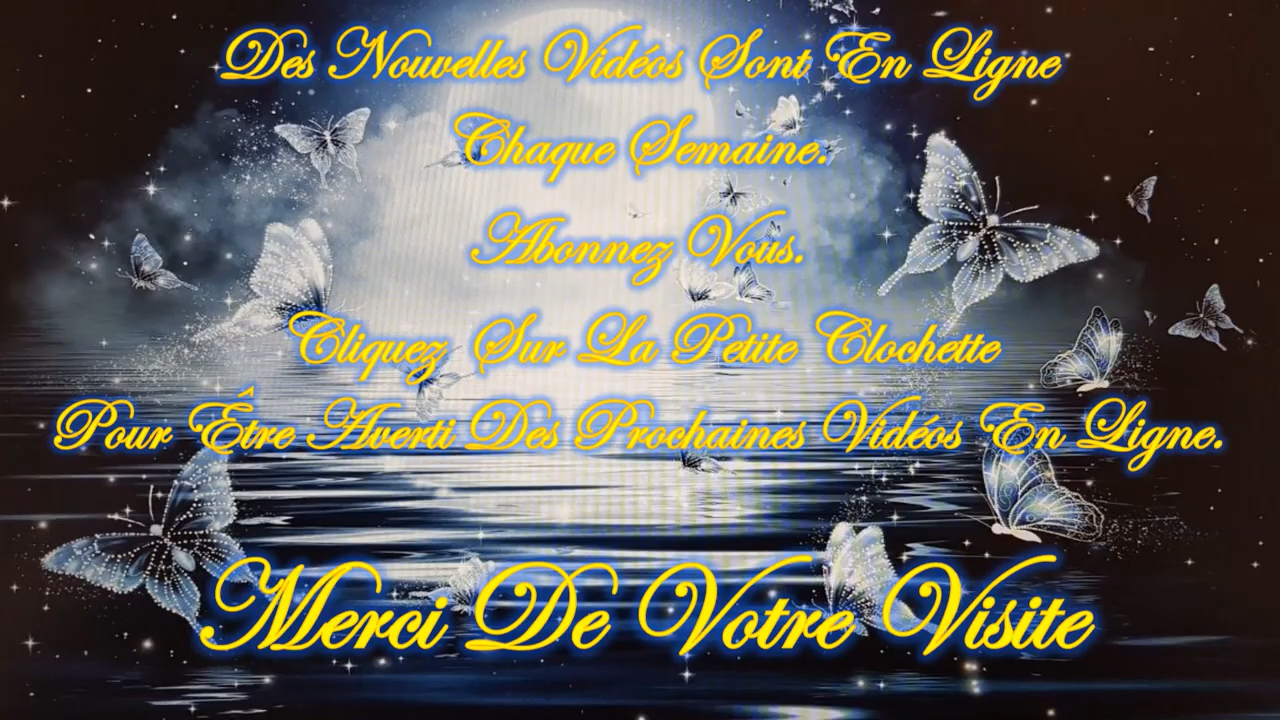 Des Nouvelles Vidéos Sont En Ligne
Chaque Semaine.
Abonnez Vous.
Cliquez Sur La Petite Clochette
Pour Être Averti Des Prochaines Vidéos En Ligne.
Merci De Votre Visite